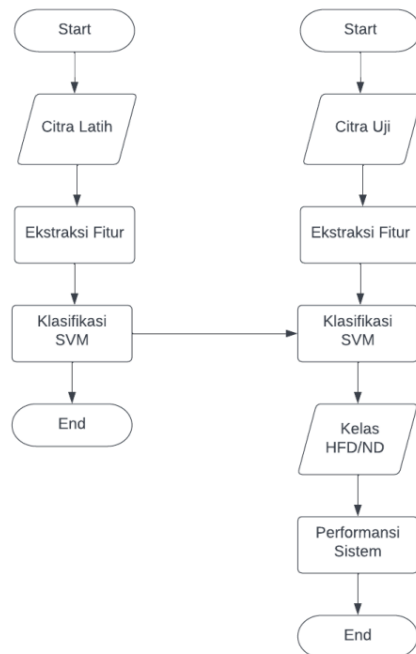 Start
Citra Latih
Ekstraksi Fitur
Klasifikasi
SVM
End
Start
Citra Uji
Ekstraksi Fitur
Klasifikasi
SVM
Kelas
HFD/ND
Performansi
Sistem
End